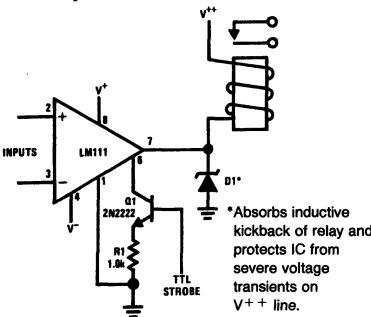 V++
V+
2
8
+
INPUTS
LM111
7
6
3
−
1
4
V−
Q1
2N2222
R1
1.0k
TTL
STROBE
D1*
*Absorbs inductive
kickback of relay and
protects IC from
severe voltage
transients on
V++ line.